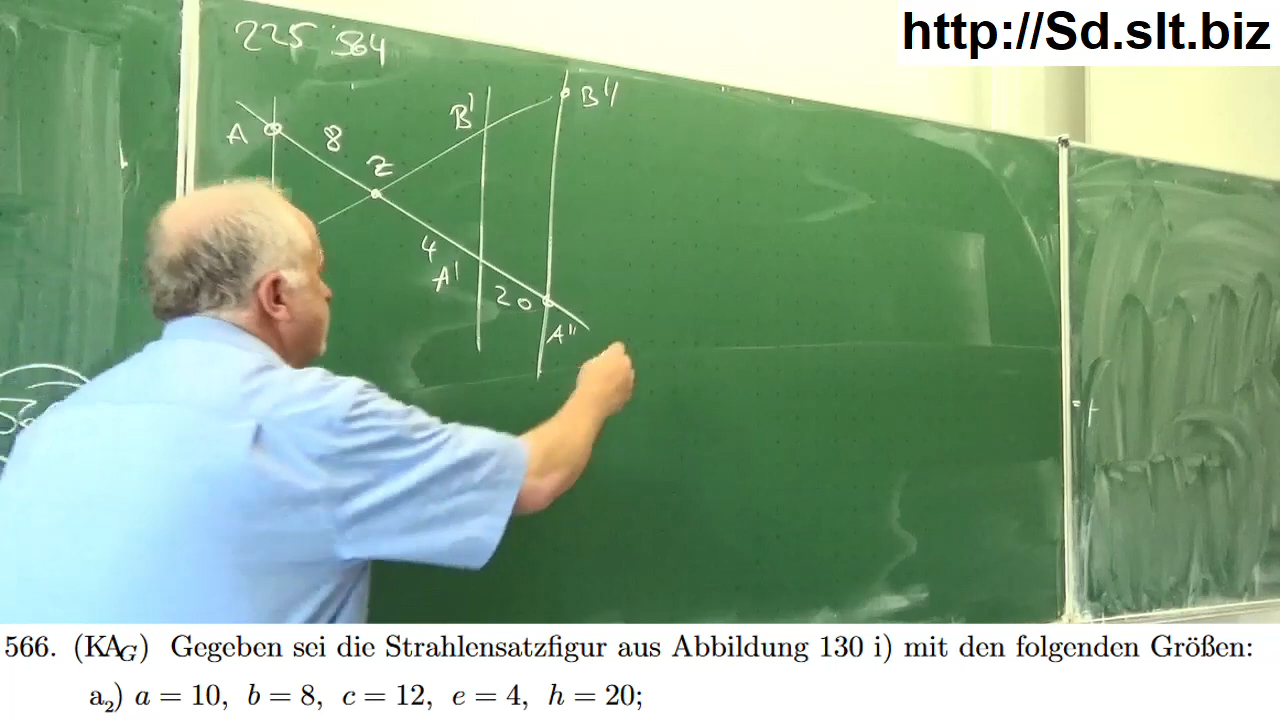 http://Sd.slt.biz
225 384
B' B''
A 8
Z
4
A'
20
A''
566. (KA_G) Gegeben sei die Strahlensatzfigur aus Abbildung 130 i) mit den folgenden Größen:
a₂) a = 10, b = 8, c = 12, e = 4, h = 20;